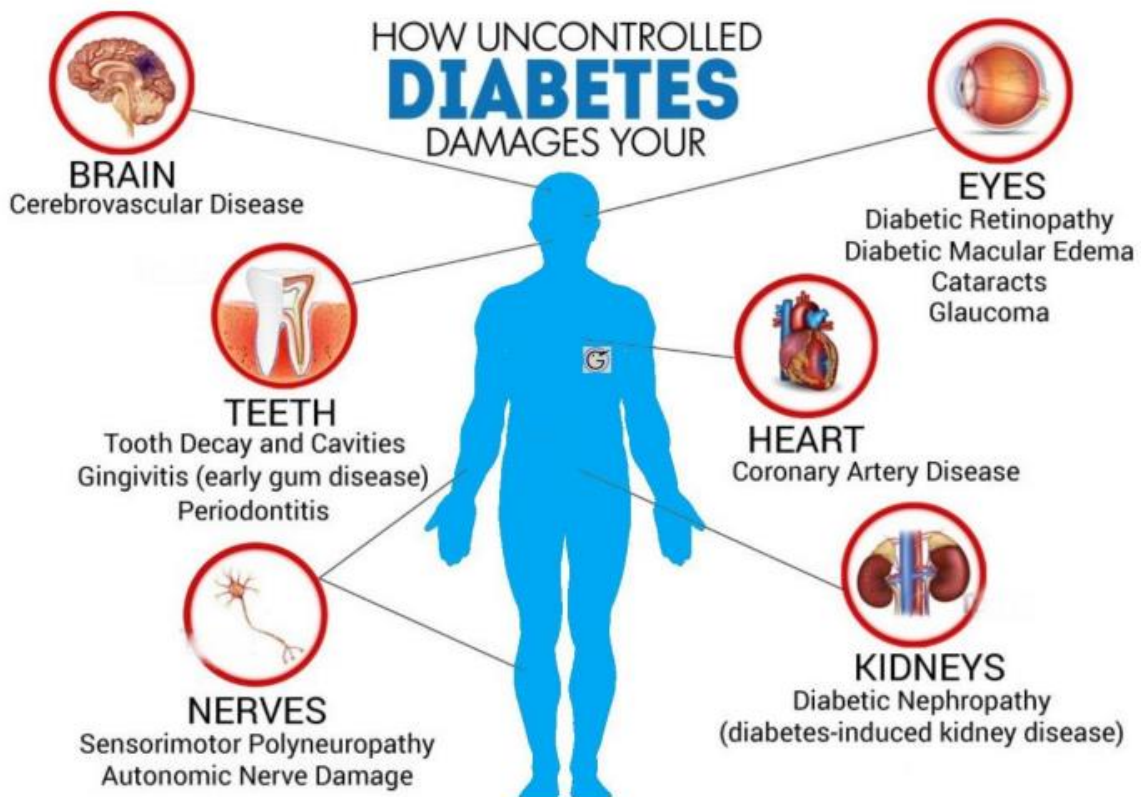 HOW UNCONTROLLED
DIABETES
DAMAGES YOUR
BRAIN
Cerebrovascular Disease
EYES
Diabetic Retinopathy
Diabetic Macular Edema
Cataracts
Glaucoma
TEETH
Tooth Decay and Cavities
Gingivitis (early gum disease)
Periodontitis
HEART
Coronary Artery Disease
NERVES
Sensorimotor Polyneuropathy
Autonomic Nerve Damage
KIDNEYS
Diabetic Nephropathy
(diabetes-induced kidney disease)
G